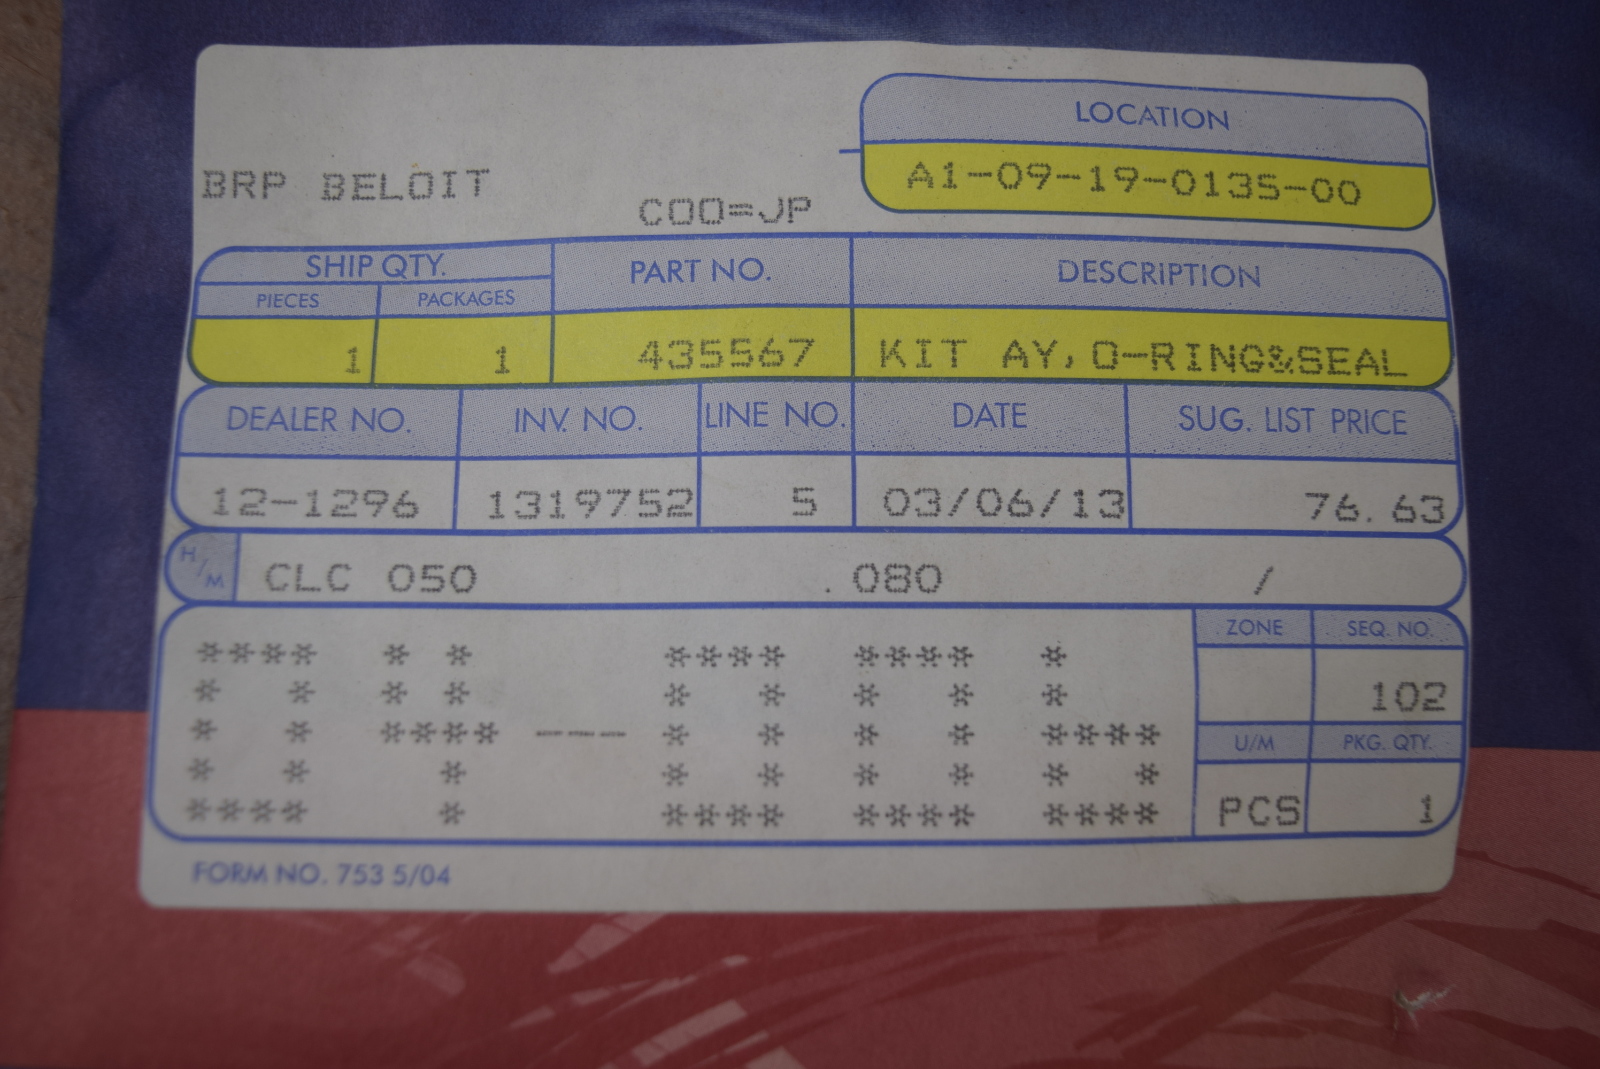 LOCATION
A1-09-19-0135-00
BRP BELOIT
COO=JP
SHIP QTY. PART NO. DESCRIPTION
PIECES PACKAGES
1 1 435567 KIT AY,O-RING&SEAL
DEALER NO. INV. NO. LINE NO. DATE SUG. LIST PRICE
12-1296 1319752 5 03/06/13 76.63
H/M CLC 050 .080 /
ZONE SEQ. NO.
**** * * **** **** *
* * * * * * * * *
102
* * **** ---- * * * * ****
U/M PKG. QTY.
* * * * * * * * *
**** * **** **** ****
PCS 1
FORM NO. 753 5/04